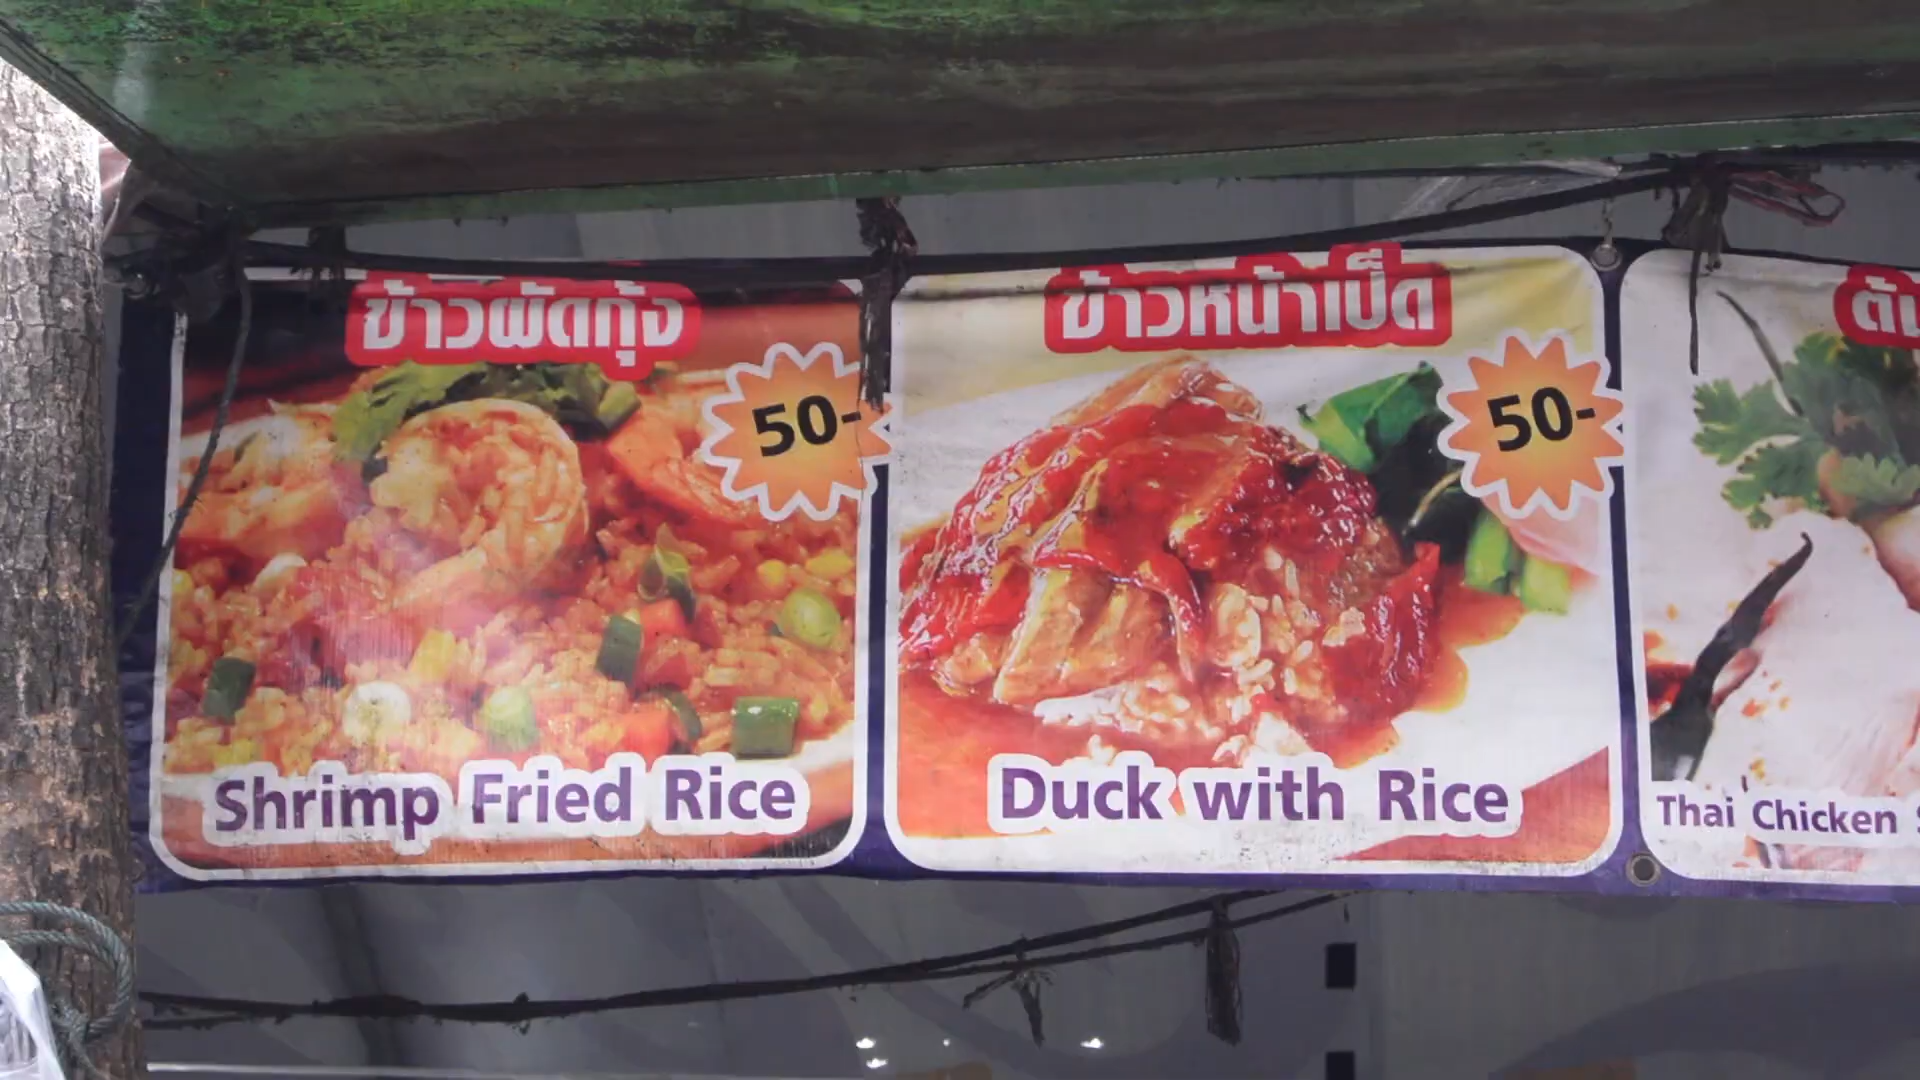 ข้าวผัดกุ้ง
50-
Shrimp Fried Rice
ข้าวหน้าเป็ด
50-
Duck with Rice
Thai Chicken